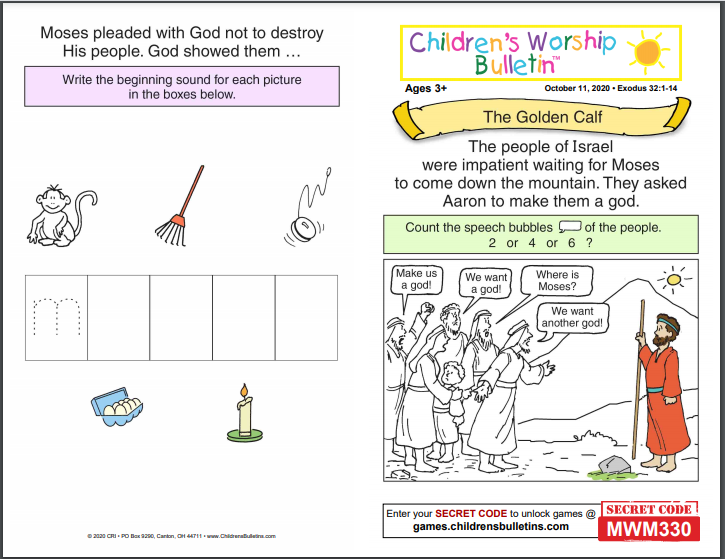 Moses pleaded with God not to destroy
His people. God showed them …
Write the beginning sound for each picture
in the boxes below.
m
© 2020 CRI • PO Box 9290, Canton, OH 44711 • www.ChildrensBulletins.com
Children's Worship
Bulletin™
Ages 3+
October 11, 2020 • Exodus 32:1-14
The Golden Calf
The people of Israel
were impatient waiting for Moses
to come down the mountain. They asked
Aaron to make them a god.
Count the speech bubbles of the people.
2 or 4 or 6 ?
Make us
a god!
We want
a god!
Where is
Moses?
We want
another god!
Enter your SECRET CODE to unlock games @
games.childrensbulletins.com
SECRET CODE
MWM330